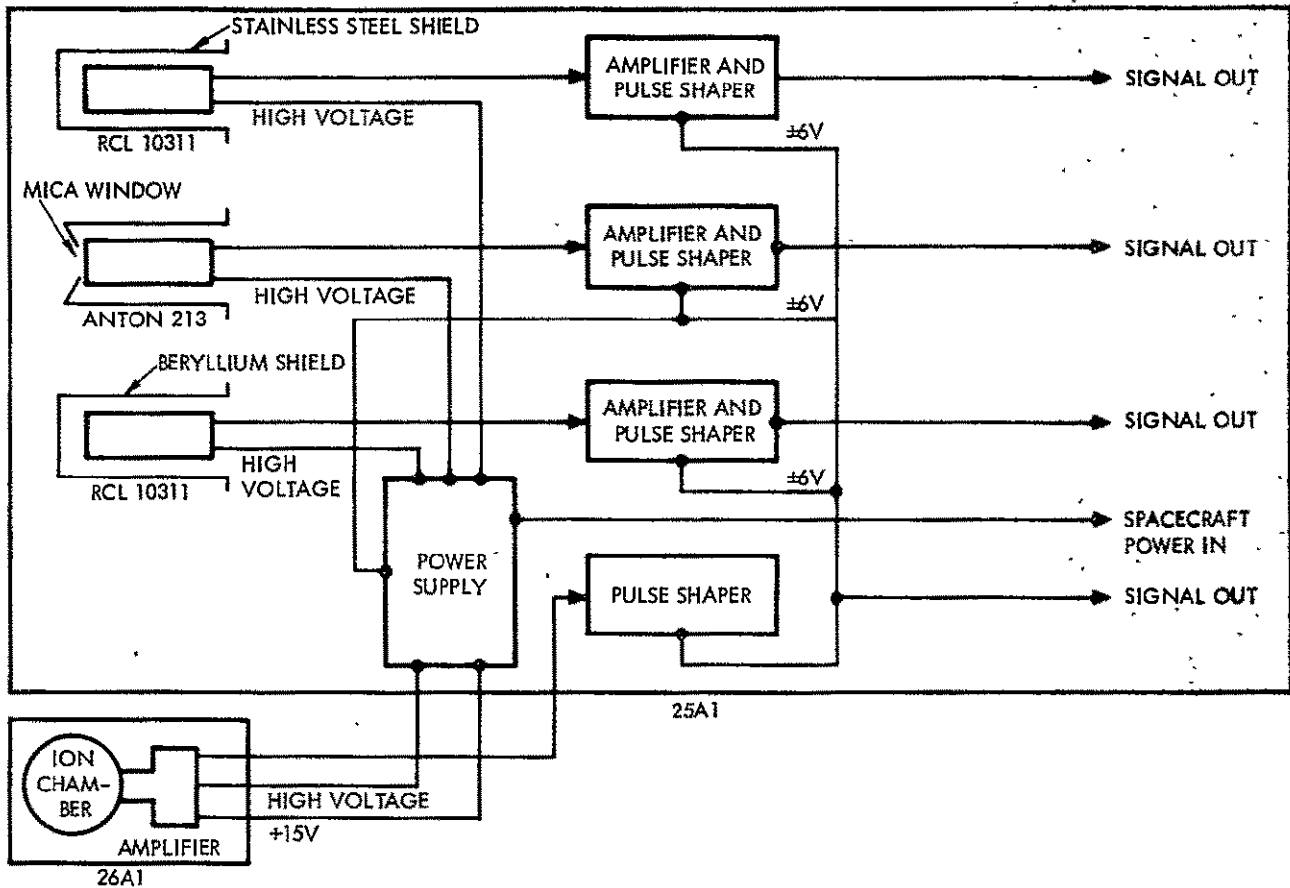 STAINLESS STEEL SHIELD
AMPLIFIER AND
PULSE SHAPER
SIGNAL OUT
HIGH VOLTAGE
RCL 10311
±6V
MICA WINDOW
AMPLIFIER AND
PULSE SHAPER
SIGNAL OUT
HIGH VOLTAGE
ANTON 213
±6V
BERYLLIUM SHIELD
AMPLIFIER AND
PULSE SHAPER
SIGNAL OUT
HIGH
VOLTAGE
RCL 10311
±6V
SPACECRAFT
POWER IN
POWER
SUPPLY
PULSE SHAPER
SIGNAL OUT
25A1
ION
CHAM-
BER
HIGH VOLTAGE
+15V
AMPLIFIER
26A1